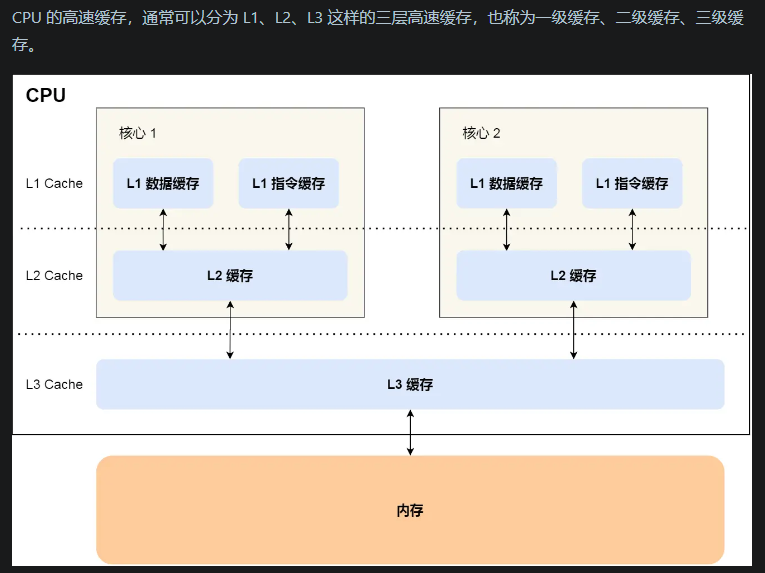 CPU 的高速缓存，通常可以分为 L1、L2、L3 这样的三层高速缓存，也称为一级缓存、二级缓存、三级缓
存。
CPU
核心 1
核心 2
L1 Cache
L1 数据缓存
L1 指令缓存
L1 数据缓存
L1 指令缓存
L2 Cache
L2 缓存
L2 缓存
L3 Cache
L3 缓存
内存